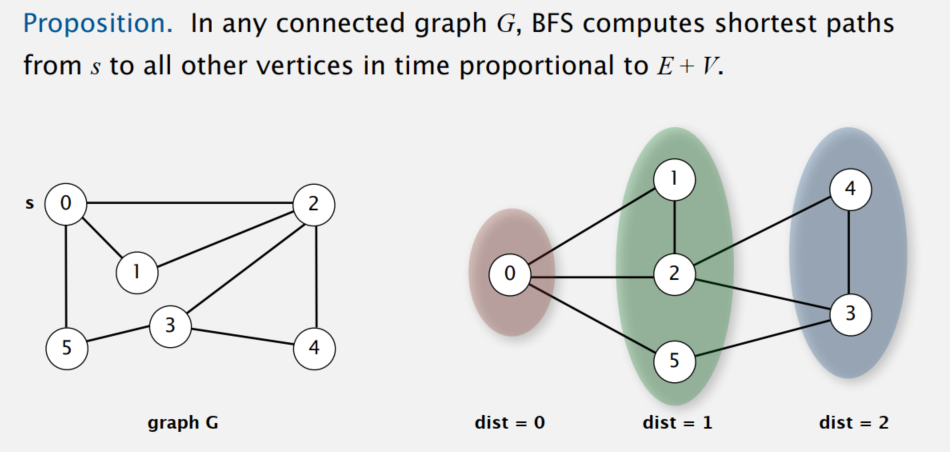 Proposition. In any connected graph G, BFS computes shortest paths
from s to all other vertices in time proportional to E + V.
s
0
2
1
3
5
4
graph G
0
1
2
5
4
3
dist = 0
dist = 1
dist = 2